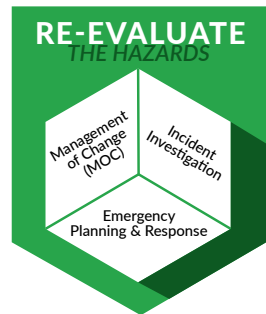 RE-EVALUATE
THE HAZARDS
Management
of Change
(MOC)
Incident
Investigation
Emergency
Planning & Response